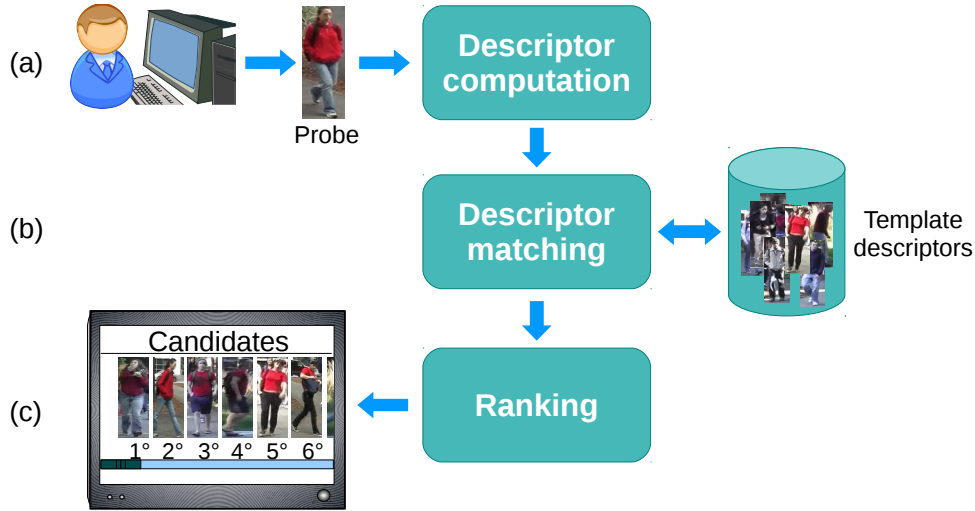 (a)
Probe
Descriptor
computation
(b)
Descriptor
matching
Template
descriptors
(c)
Candidates
1° 2° 3° 4° 5° 6°
Ranking